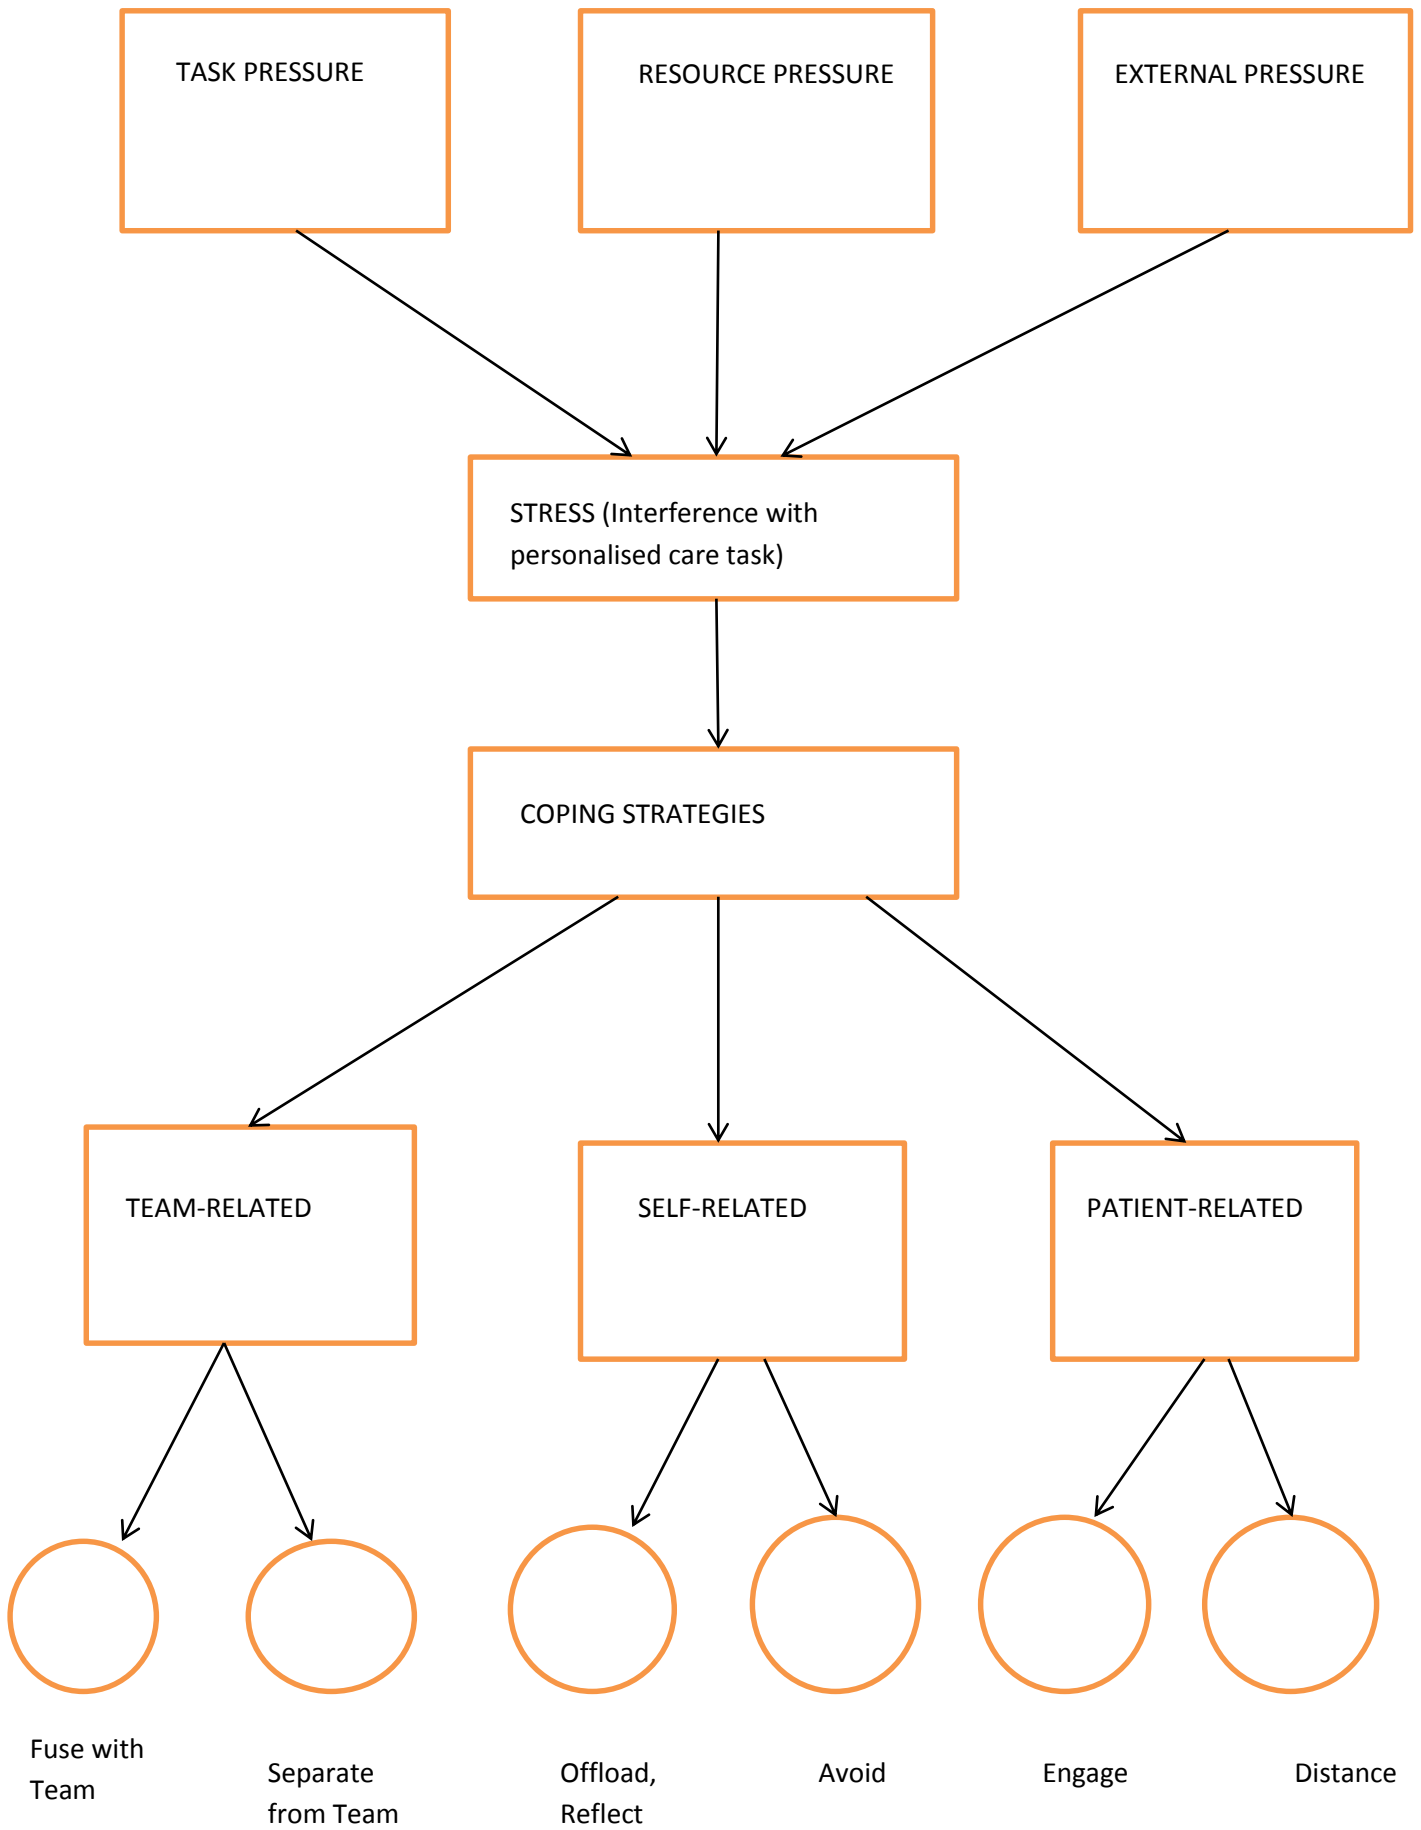 TASK PRESSURE
RESOURCE PRESSURE
EXTERNAL PRESSURE
STRESS (Interference with
personalised care task)
COPING STRATEGIES
TEAM-RELATED
SELF-RELATED
PATIENT-RELATED
Fuse with
Team
Separate
from Team
Offload,
Reflect
Avoid
Engage
Distance